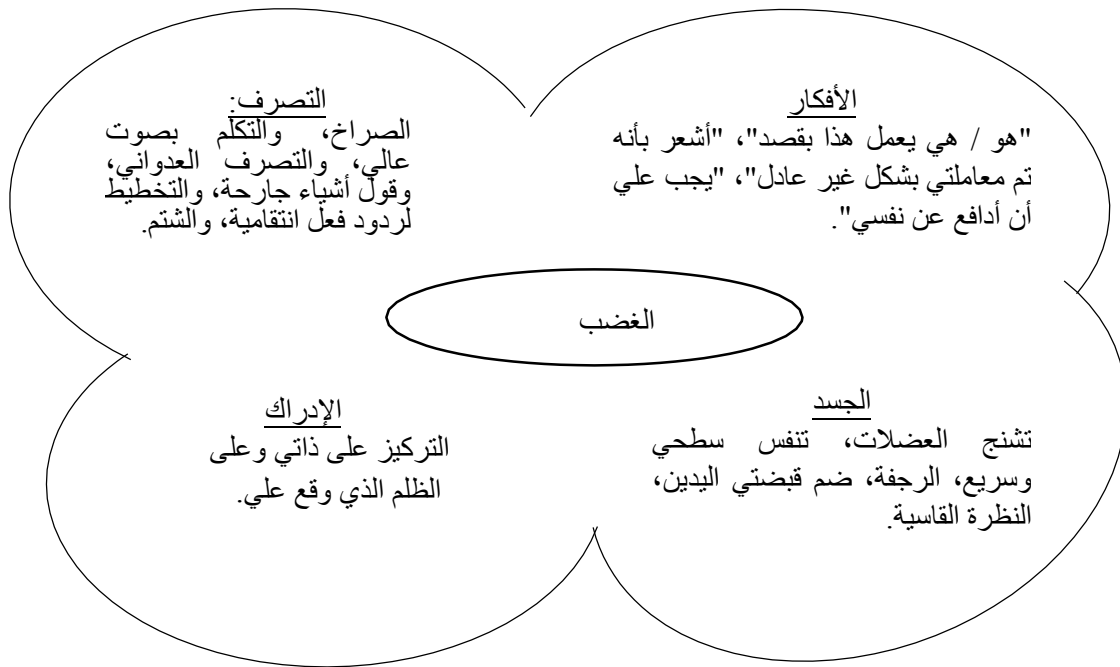 الأفكار
"هو / هي يعمل هذا بقصد"، "أشعر بأنه
تم معاملتي بشكل غير عادل"، "يجب علي
أن أدافع عن نفسي".
التصرف:
الصراخ، والتكلم بصوت
عالي، والتصرف العدواني،
وقول أشياء جارحة، والتخطيط
لردود فعل انتقامية، والشتم.
الغضب
الجسد
تشنج العضلات، تنفس سطحي
وسريع، الرجفة، ضم قبضتي اليدين،
النظرة القاسية.
الإدراك
التركيز على ذاتي وعلى
الظلم الذي وقع علي.